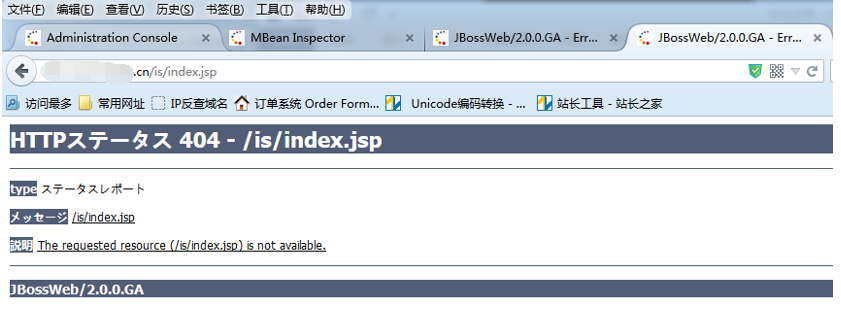 文件(F) 编辑(E) 查看(V) 历史(S) 书签(B) 工具(T) 帮助(H)
Administration Console × MBean Inspector × JBossWeb/2.0.0.GA - Err... × JBossWeb/2.0.0.GA - Err... ×
.cn/is/index.jsp
访问最多 常用网址 IP反查域名 订单系统 Order Form... Unicode编码转换 - ... 站长工具 - 站长之家
HTTPステータス 404 - /is/index.jsp
type ステータスレポート
メッセージ /is/index.jsp
説明 The requested resource (/is/index.jsp) is not available.
JBossWeb/2.0.0.GA